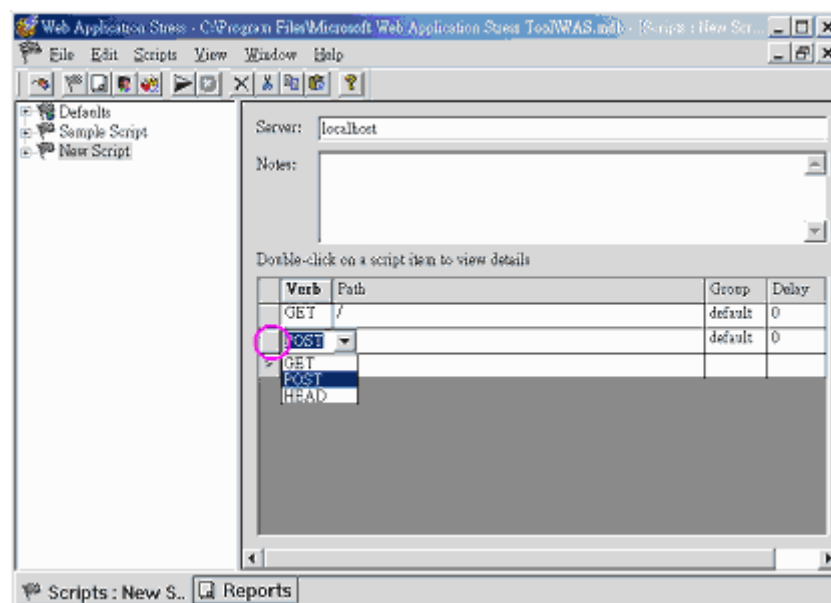 Web Application Stress - C:\Program Files\Microsoft Web Application Stress Tool\WAS.mdb - [Scripts : New Scr...
File Edit Scripts View Window Help
Defaults
Sample Script
New Script
Server: localhost
Notes:
Double-click on a script item to view details
Verb Path Group Delay
GET / default 0
POST default 0
GET
POST
HEAD
Scripts : New S.. Reports